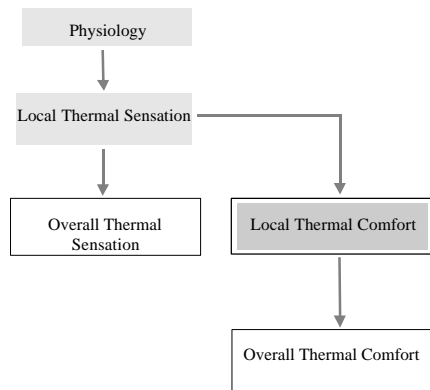 Physiology
Local Thermal Sensation
Overall Thermal
Sensation
Local Thermal Comfort
Overall Thermal Comfort